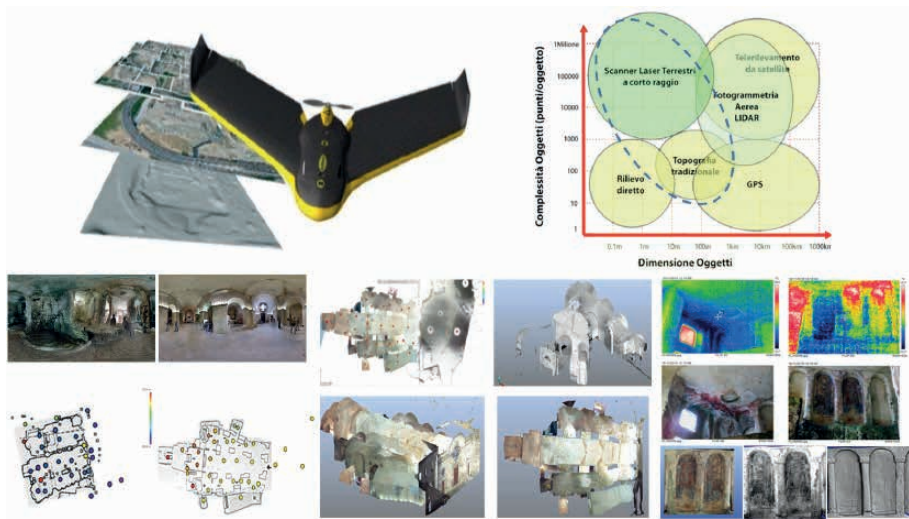 Complessità Oggetti (punti/oggetto)
1Milione
100000
10000
1000
100
10
1
Scanner Laser Terrestri
a corto raggio
Telerilevamento
da satellite
Fotogrammetria
Aerea
LIDAR
Topografia
tradizionale
Rilievo
diretto
GPS
0.1m
1m
10m
100m
1km
10km
100km
1000km
Dimensione Oggetti